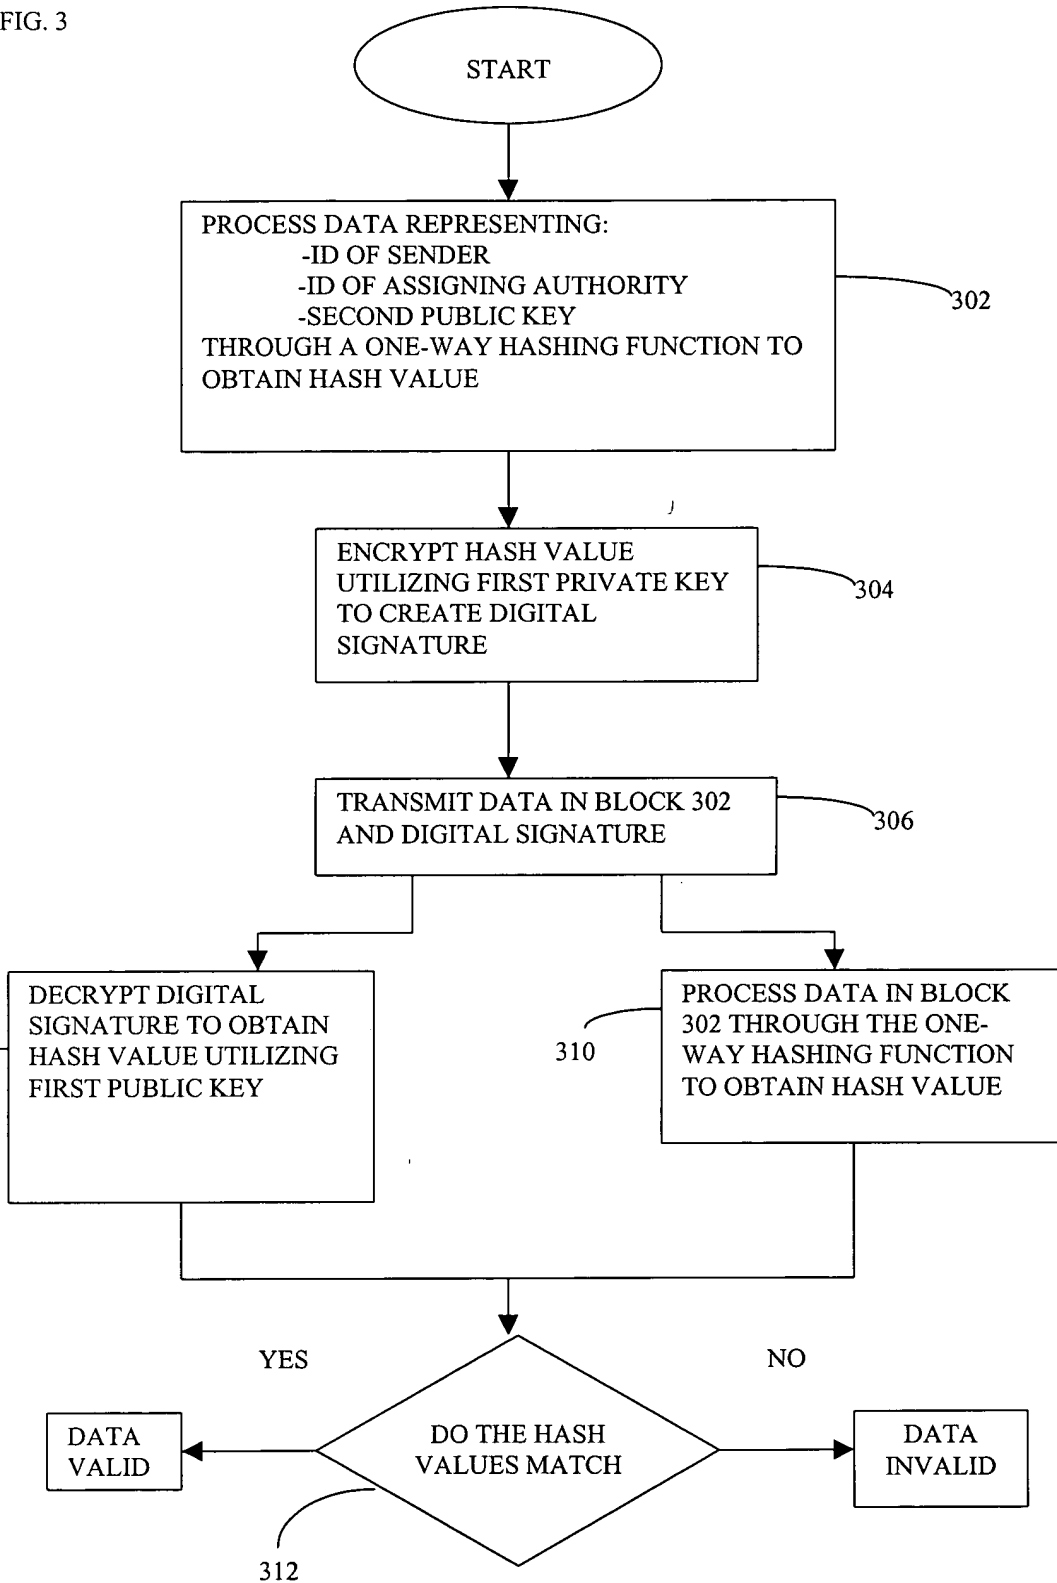 FIG. 3
START
PROCESS DATA REPRESENTING:
-ID OF SENDER
-ID OF ASSIGNING AUTHORITY
-SECOND PUBLIC KEY
THROUGH A ONE-WAY HASHING FUNCTION TO
OBTAIN HASH VALUE
302
ENCRYPT HASH VALUE
UTILIZING FIRST PRIVATE KEY
TO CREATE DIGITAL
SIGNATURE
304
TRANSMIT DATA IN BLOCK 302
AND DIGITAL SIGNATURE
306
DECRYPT DIGITAL
SIGNATURE TO OBTAIN
HASH VALUE UTILIZING
FIRST PUBLIC KEY
310
PROCESS DATA IN BLOCK
302 THROUGH THE ONE-
WAY HASHING FUNCTION
TO OBTAIN HASH VALUE
YES
NO
DATA
VALID
DO THE HASH
VALUES MATCH
DATA
INVALID
312